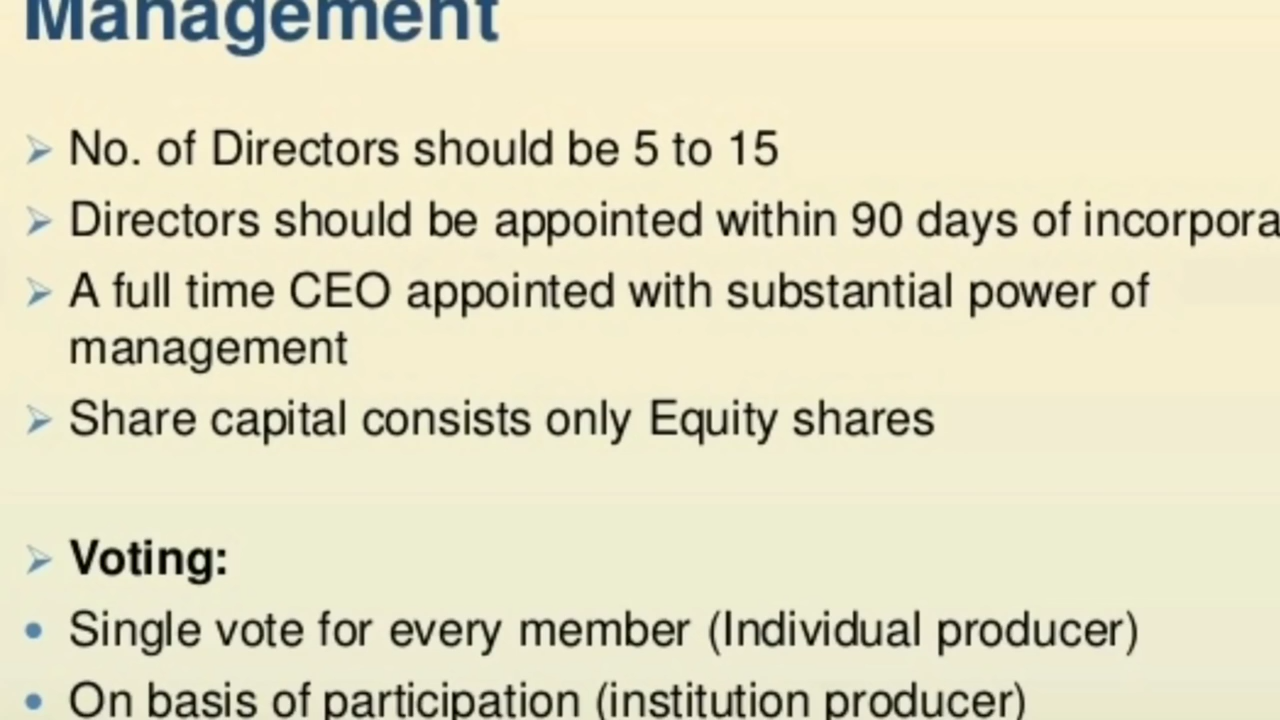 Management
No. of Directors should be 5 to 15
Directors should be appointed within 90 days of incorpora
A full time CEO appointed with substantial power of
management
Share capital consists only Equity shares
Voting:
Single vote for every member (Individual producer)
On basis of participation (institution producer)